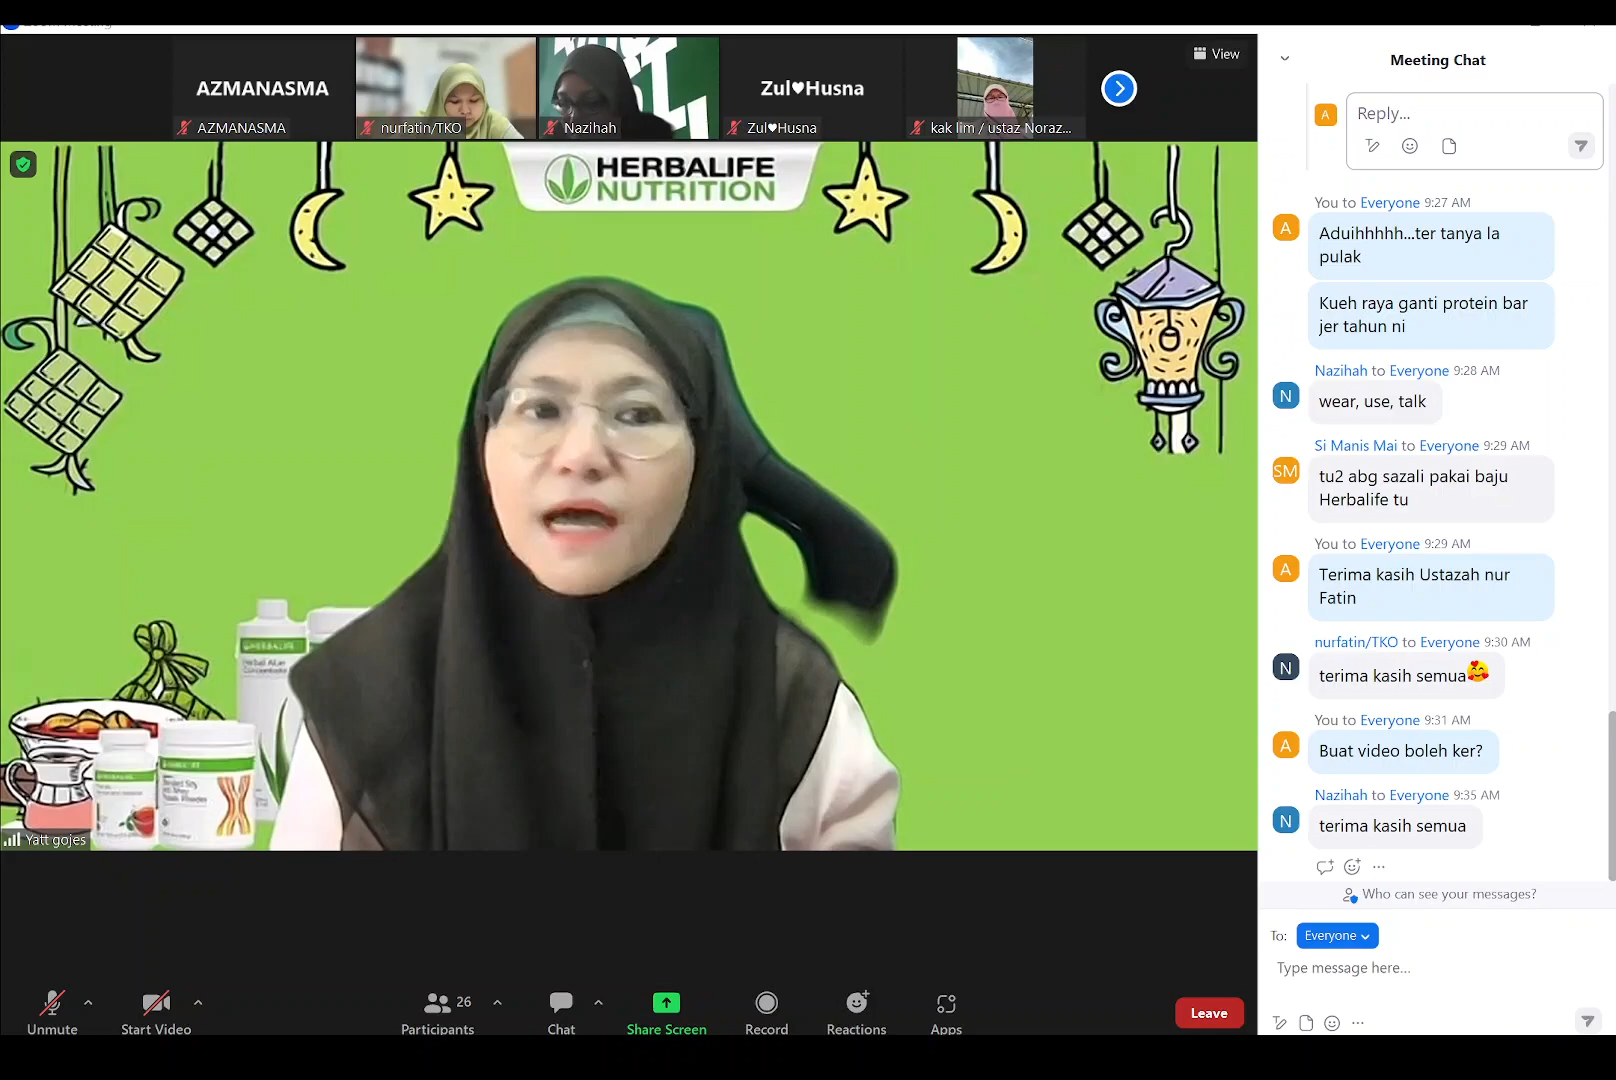 AZMANASMA
AZMANASMA
nurfatin/TKO
Nazihah
Zul♥Husna
Zul♥Husna
kak lim / ustaz Noraz...
View
HERBALIFE
NUTRITION
HERBALIFE
Herbal Aloe
Concentrate
Yatt gojes
Unmute
Start Video
26
Participants
Chat
Share Screen
Record
Reactions
Apps
Leave
Meeting Chat
A
Reply...
You to Everyone 9:27 AM
A
Aduihhhhh...ter tanya la
pulak
Kueh raya ganti protein bar
jer tahun ni
Nazihah to Everyone 9:28 AM
N
wear, use, talk
Si Manis Mai to Everyone 9:29 AM
SM
tu2 abg sazali pakai baju
Herbalife tu
You to Everyone 9:29 AM
A
Terima kasih Ustazah nur
Fatin
nurfatin/TKO to Everyone 9:30 AM
N
terima kasih semua🥰
You to Everyone 9:31 AM
A
Buat video boleh ker?
Nazihah to Everyone 9:35 AM
N
terima kasih semua
Who can see your messages?
To: Everyone
Type message here...